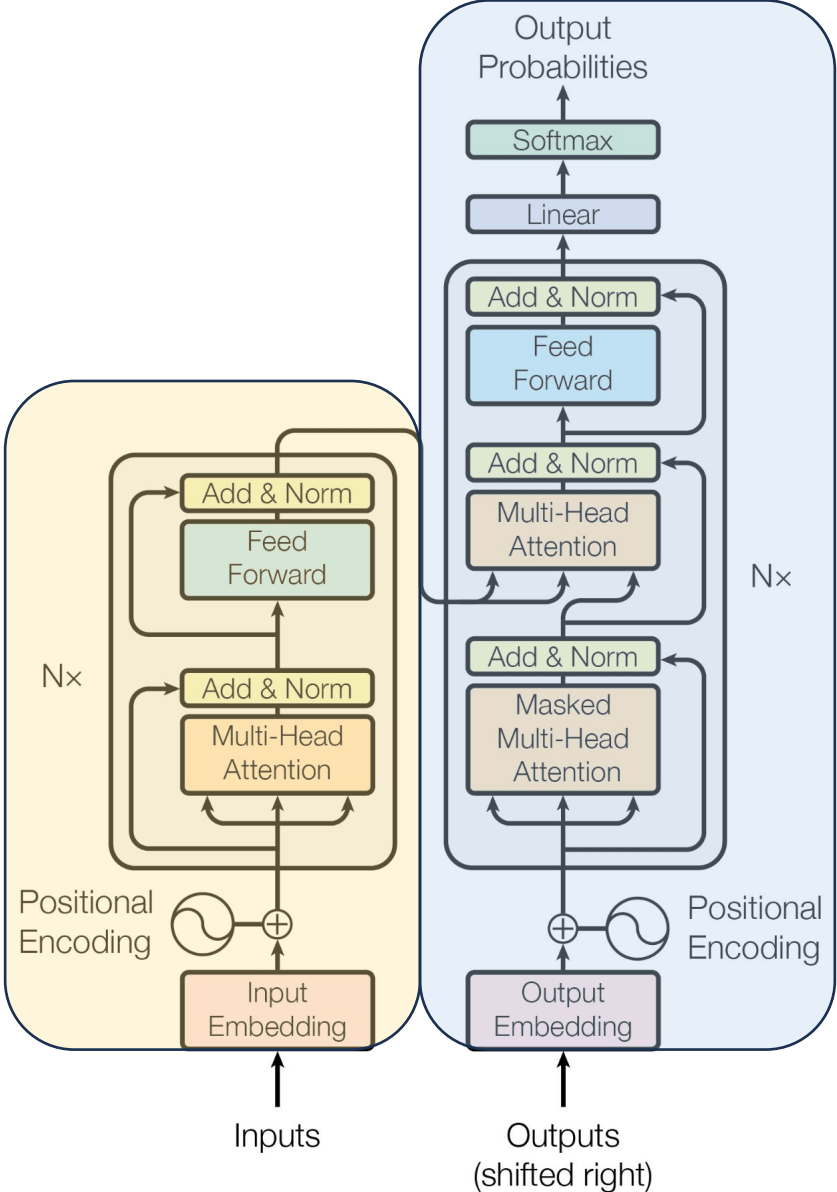 Output
Probabilities
Softmax
Linear
Add & Norm
Feed
Forward
Add & Norm
Multi-Head
Attention
N×
Add & Norm
Masked
Multi-Head
Attention
Positional
Encoding
Output
Embedding
Outputs
(shifted right)
Add & Norm
Feed
Forward
N×
Add & Norm
Multi-Head
Attention
Positional
Encoding
Input
Embedding
Inputs